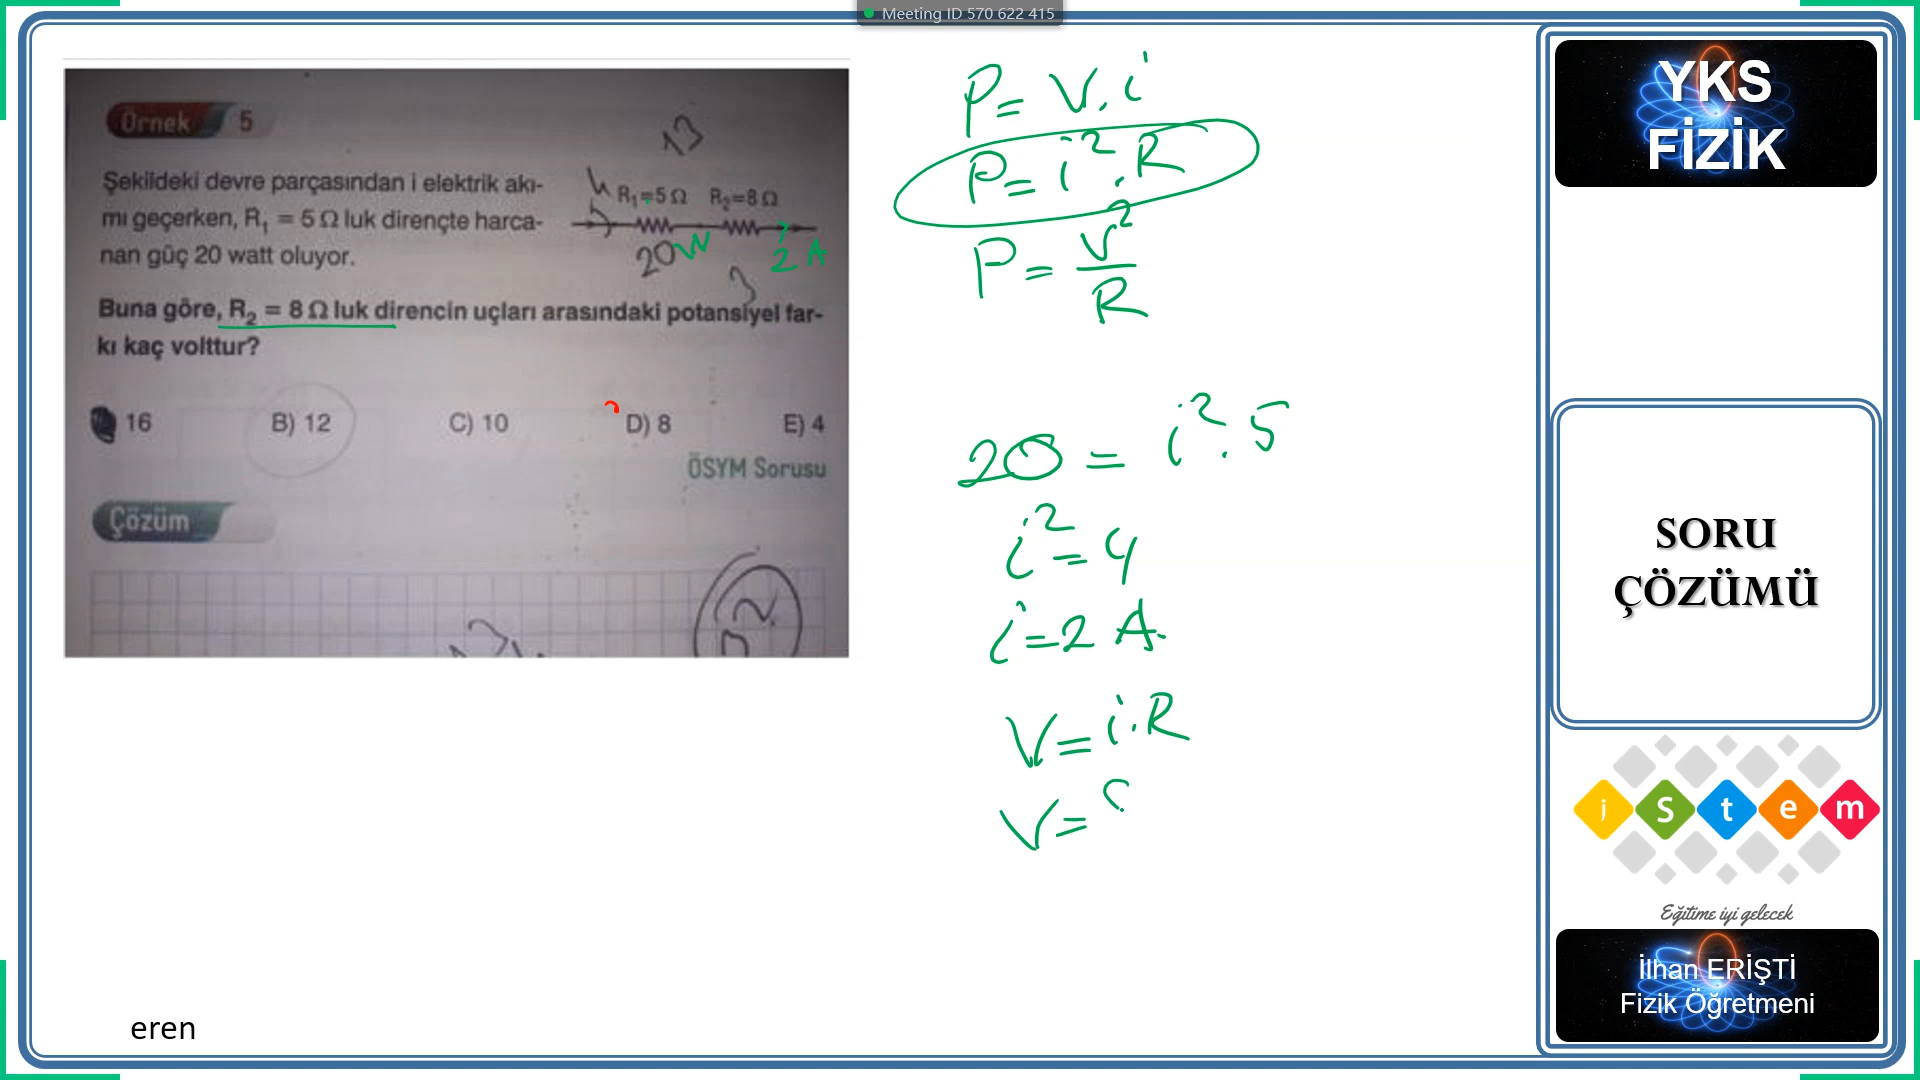 Meeting ID 570 622 415
Örnek 5
Şekildeki devre parçasından i elektrik akı-
mı geçerken, R₁ = 5 Ω luk dirençte harca-
nan güç 20 watt oluyor.
R₁=5 Ω R₂=8 Ω
20W
2 A
Buna göre, R₂ = 8 Ω luk direncin uçları arasındaki potansiyel far-
kı kaç volttur?
16 B) 12 C) 10 D) 8 E) 4
ÖSYM Sorusu
Çözüm
P = V. i
P = i². R
P = V²/R
20 = i². 5
i² = 4
i = 2 A.
V = i.R
V =
eren
YKS
FİZİK
SORU
ÇÖZÜMÜ
i S t e m
Eğitime iyi gelecek
İlhan ERİŞTİ
Fizik Öğretmeni